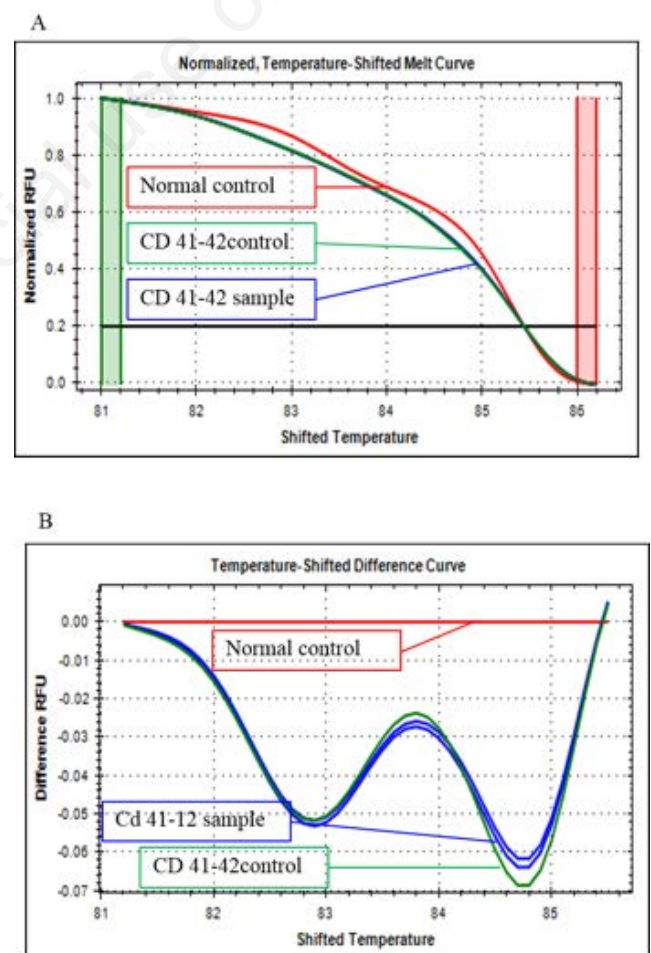 A
Normalized, Temperature-Shifted Melt Curve
Normalized RFU
1.0
0.8
0.6
0.4
0.2
0.0
Normal control
CD 41-42control
CD 41-42 sample
81 82 83 84 85 86
Shifted Temperature
B
Temperature-Shifted Difference Curve
Difference RFU
0.00
-0.01
-0.02
-0.03
-0.04
-0.05
-0.06
-0.07
Normal control
Cd 41-12 sample
CD 41-42control
81 82 83 84 85
Shifted Temperature